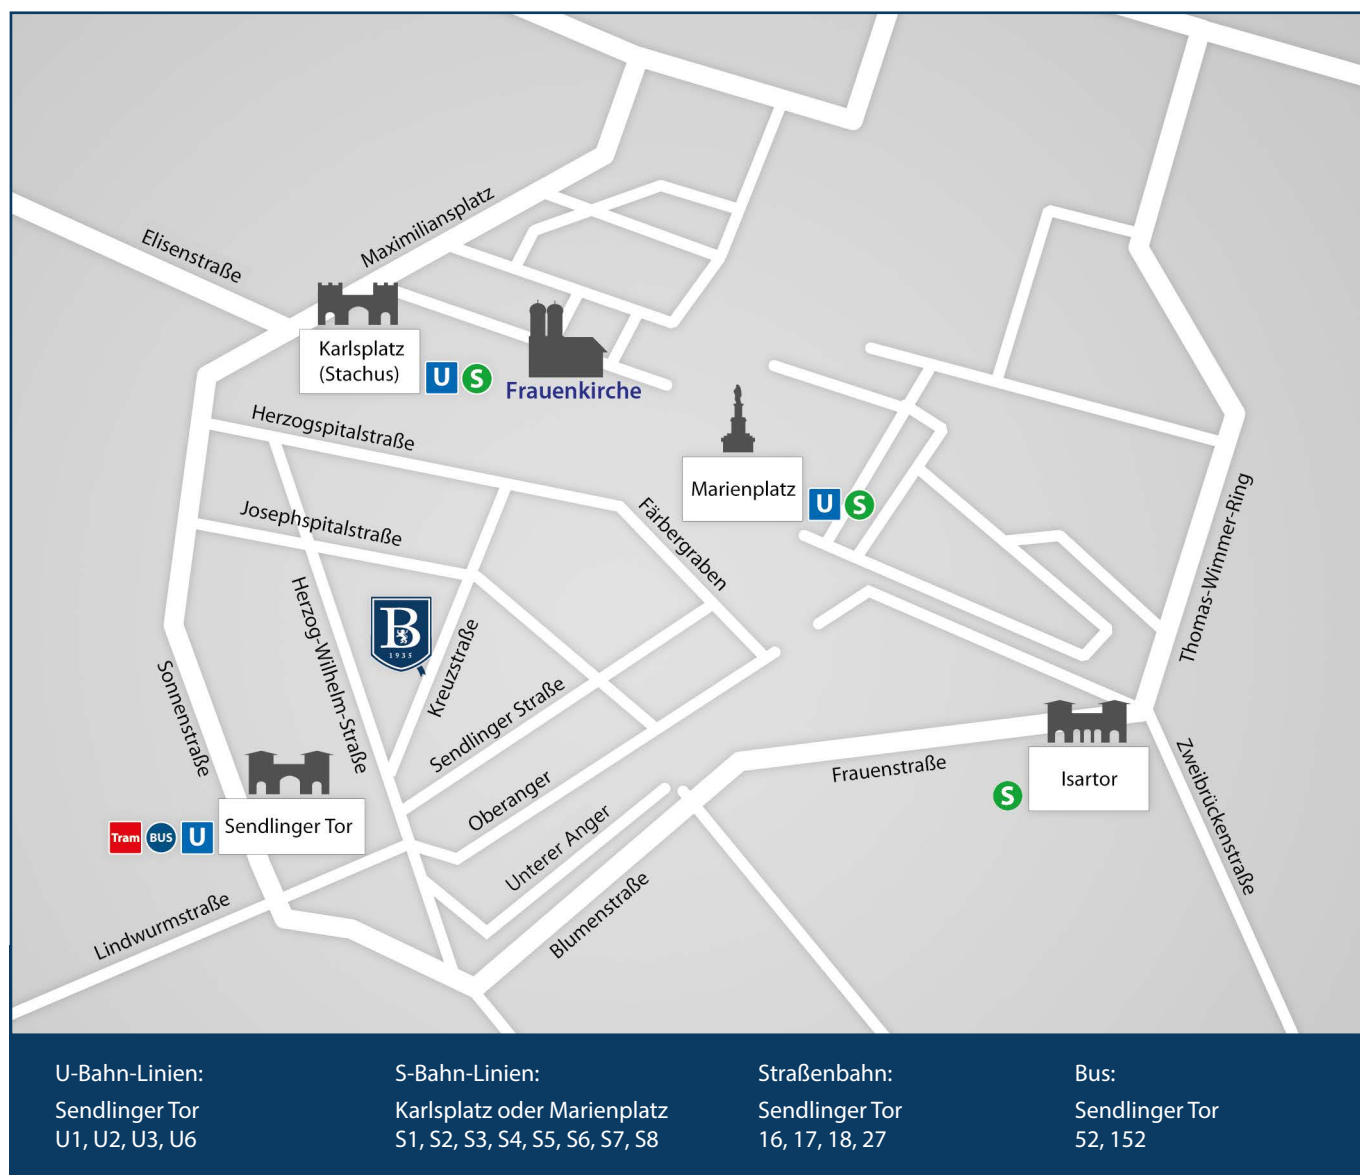 Maximiliansplatz
Elisenstraße
Karlsplatz
(Stachus)
U
S
Frauenkirche
Herzogspitalstraße
Marienplatz
U
S
Josephspitalstraße
Färbergraben
Thomas-Wimmer-Ring
Herzog-Wilhelm-Straße
B
1935
Kreuzstraße
Sonnenstraße
Sendlinger Straße
Frauenstraße
Isartor
S
Zweibrückenstraße
Oberanger
Unterer Anger
Sendlinger Tor
Tram
BUS
U
Blumenstraße
Lindwurmstraße
U-Bahn-Linien:
Sendlinger Tor
U1, U2, U3, U6
S-Bahn-Linien:
Karlsplatz oder Marienplatz
S1, S2, S3, S4, S5, S6, S7, S8
Straßenbahn:
Sendlinger Tor
16, 17, 18, 27
Bus:
Sendlinger Tor
52, 152